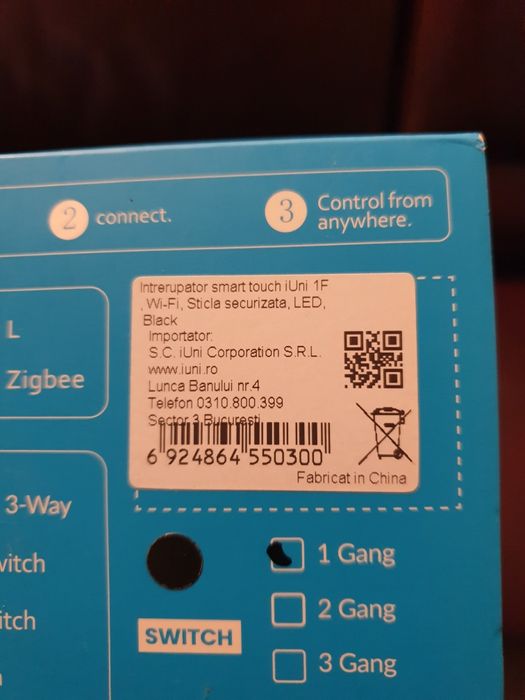 2 connect.
3 Control from
anywhere.
Intrerupator smart touch iUni 1F
, Wi-Fi, Sticla securizata, LED,
Black
Importator:
S.C. iUni Corporation S.R.L.
www.iuni.ro
Lunca Banului nr.4
Telefon 0310.800.399
Sector 3 Bucuresti
6 924864 550300
Fabricat in China
L
Zigbee
3-Way
witch
itch
1 Gang
2 Gang
3 Gang
SWITCH